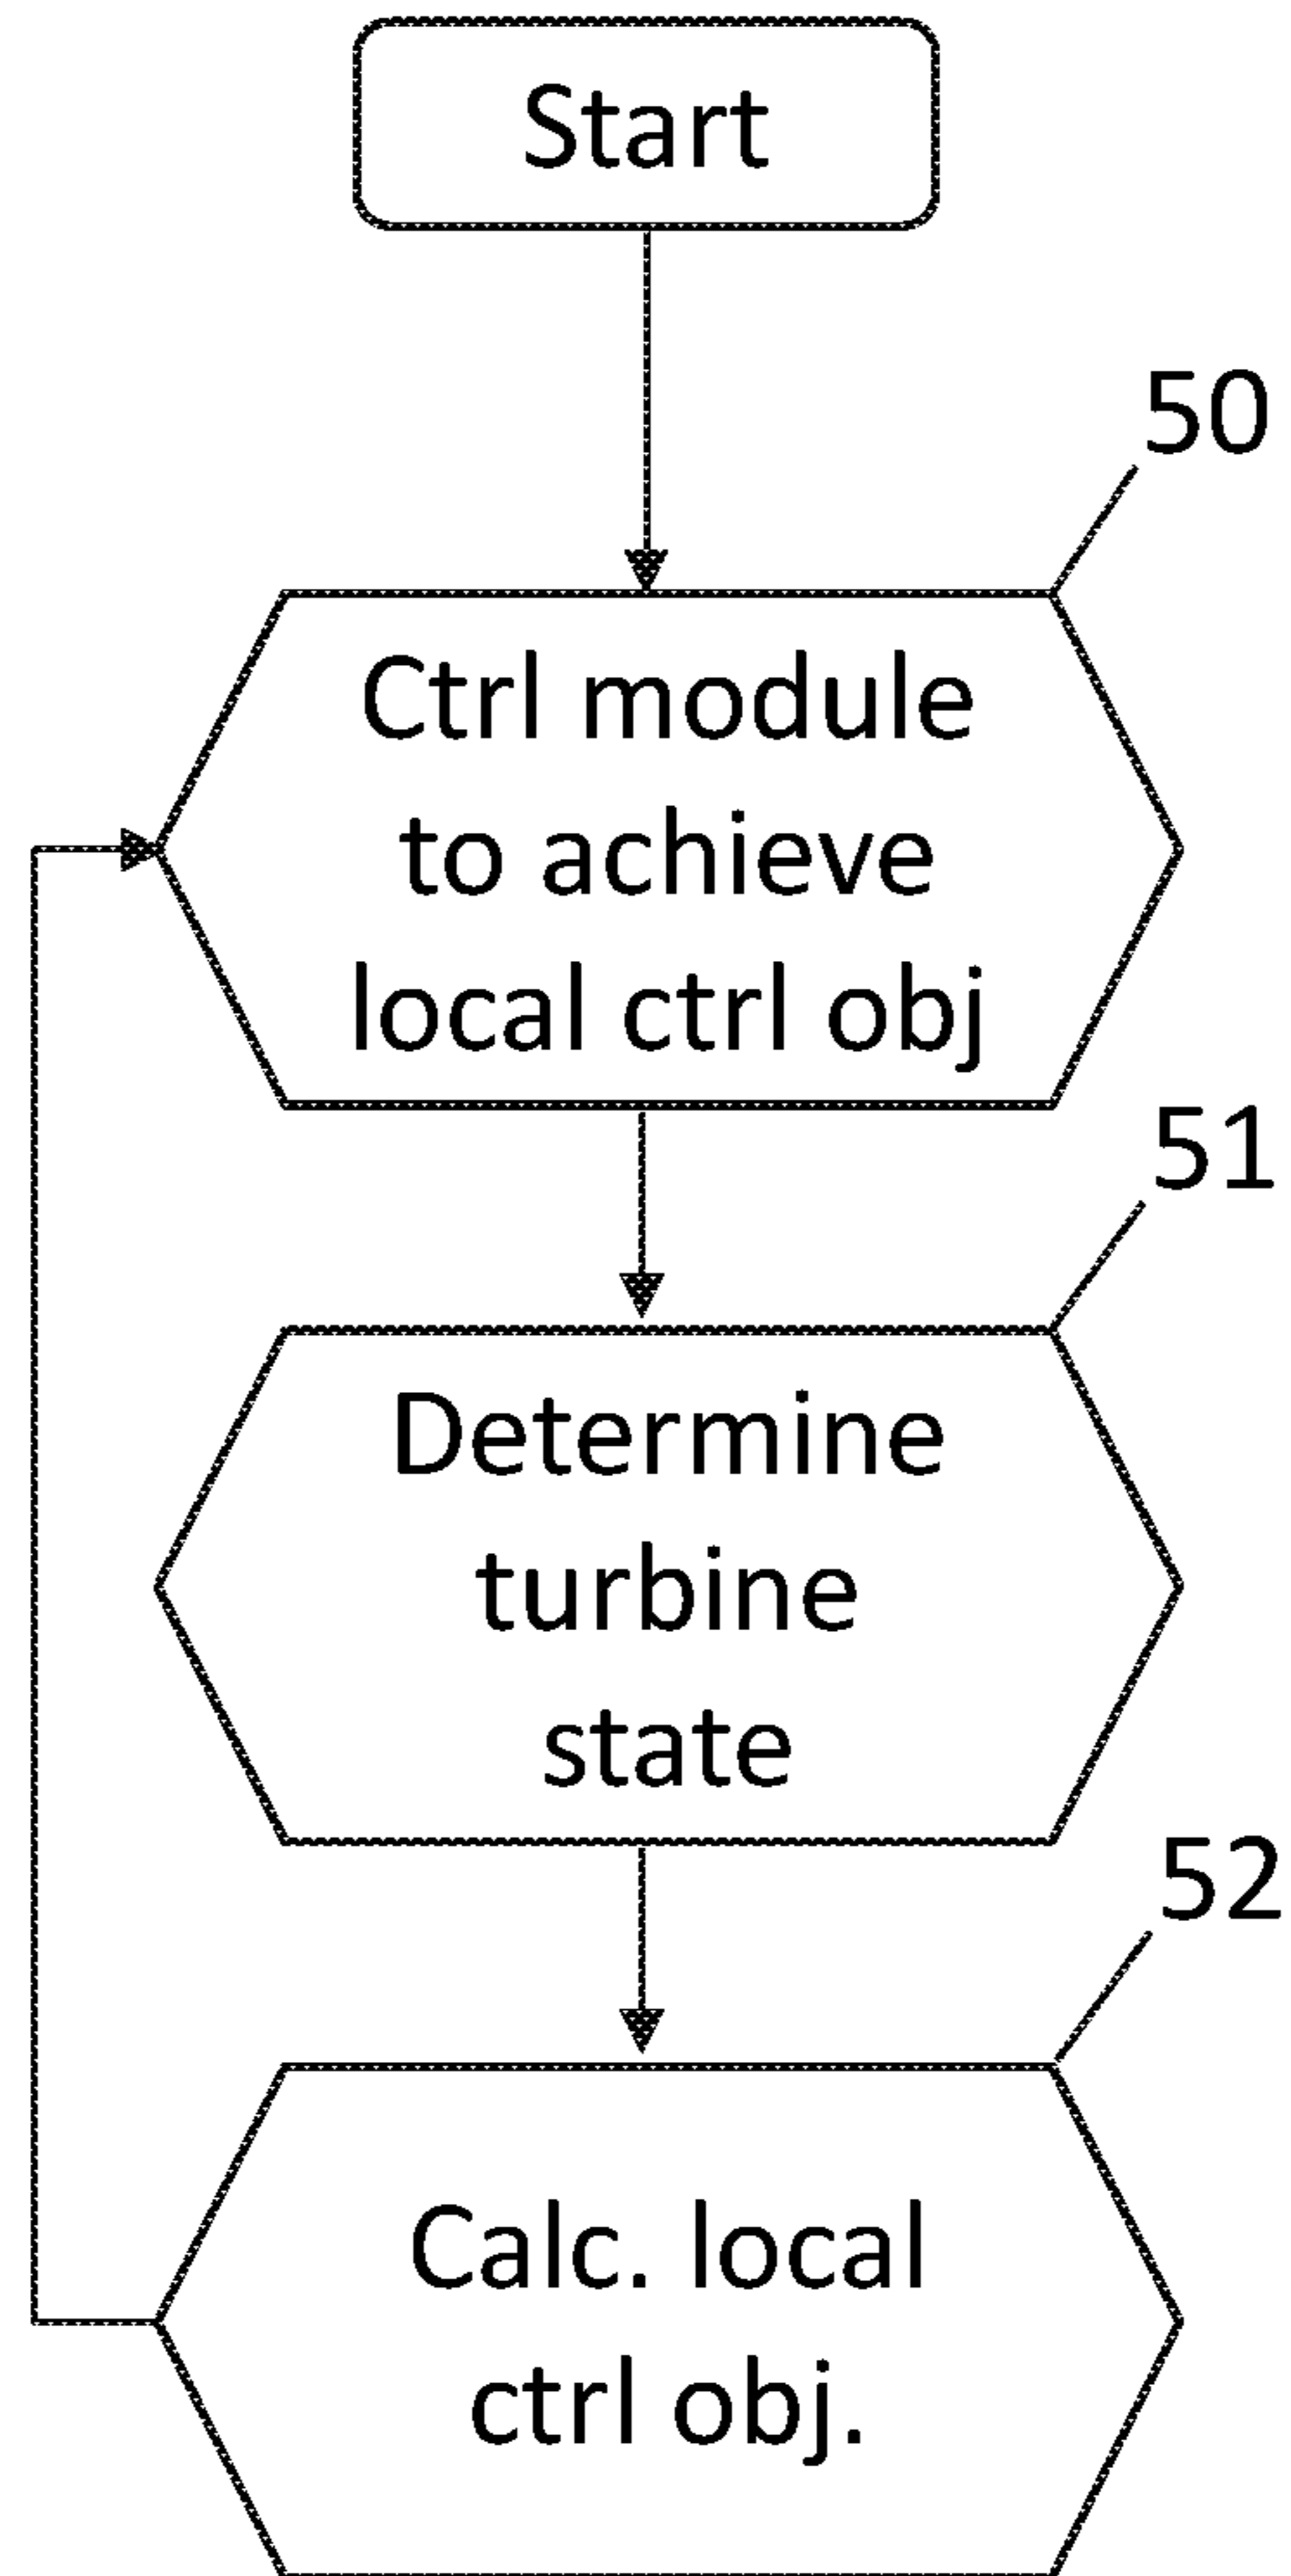 Start
50
Ctrl module
to achieve
local ctrl obj
51
Determine
turbine
state
52
Calc. local
ctrl obj.